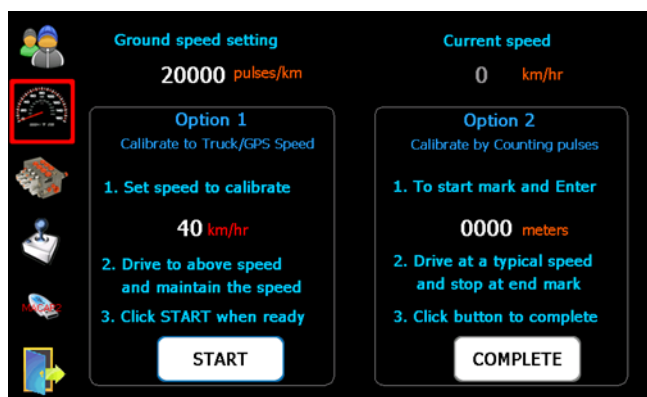 Ground speed setting
20000 pulses/km
Current speed
0 km/hr
Option 1
Calibrate to Truck/GPS Speed
1. Set speed to calibrate
40 km/hr
2. Drive to above speed
and maintain the speed
3. Click START when ready
START
Option 2
Calibrate by Counting pulses
1. To start mark and Enter
0000 meters
2. Drive at a typical speed
and stop at end mark
3. Click button to complete
COMPLETE